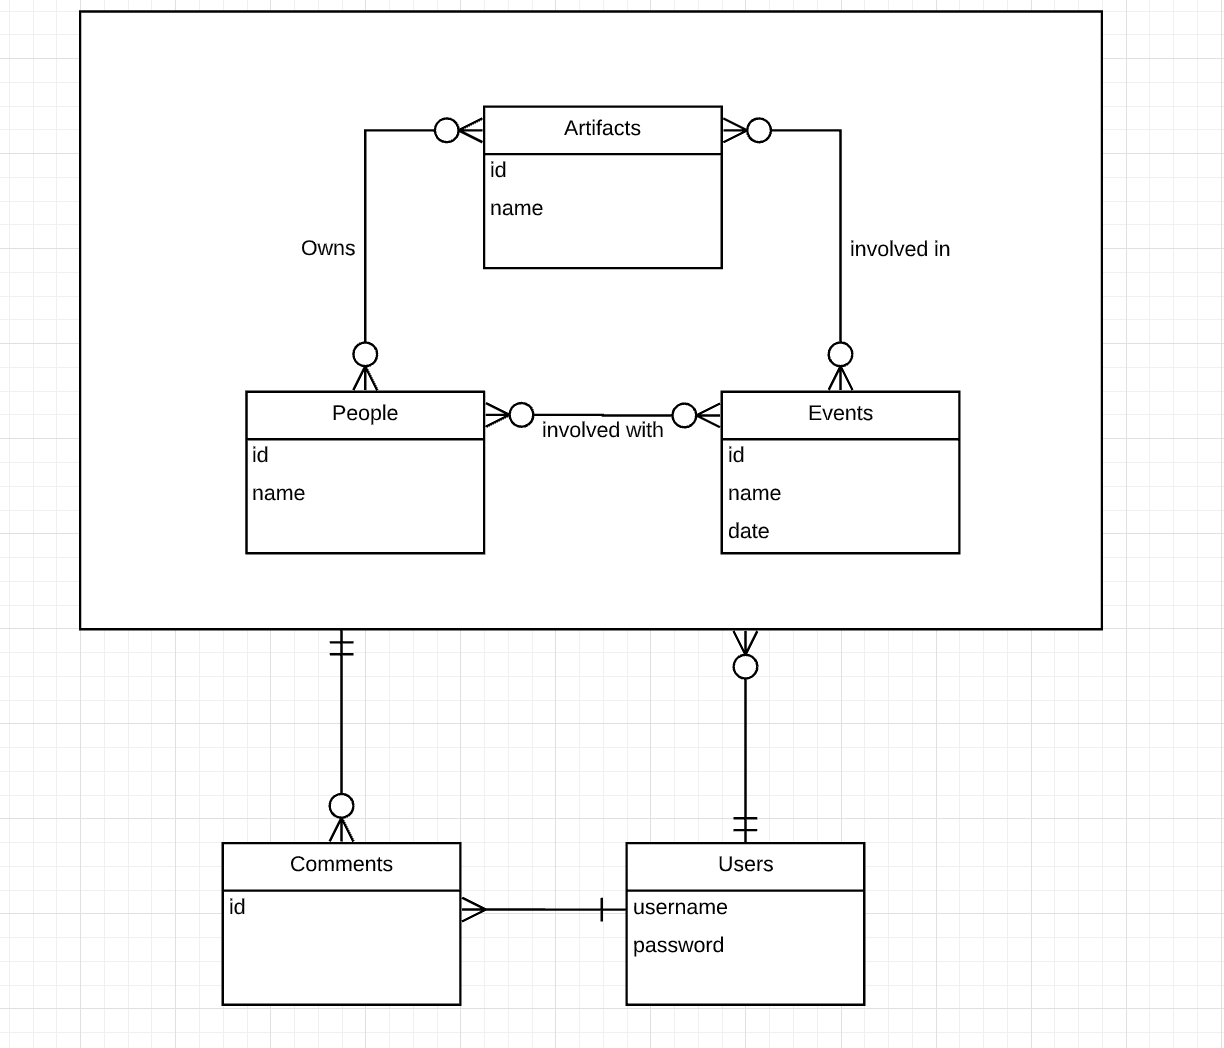 Artifacts
id
name
Owns
involved in
People
id
name
involved with
Events
id
name
date
Comments
id
Users
username
password